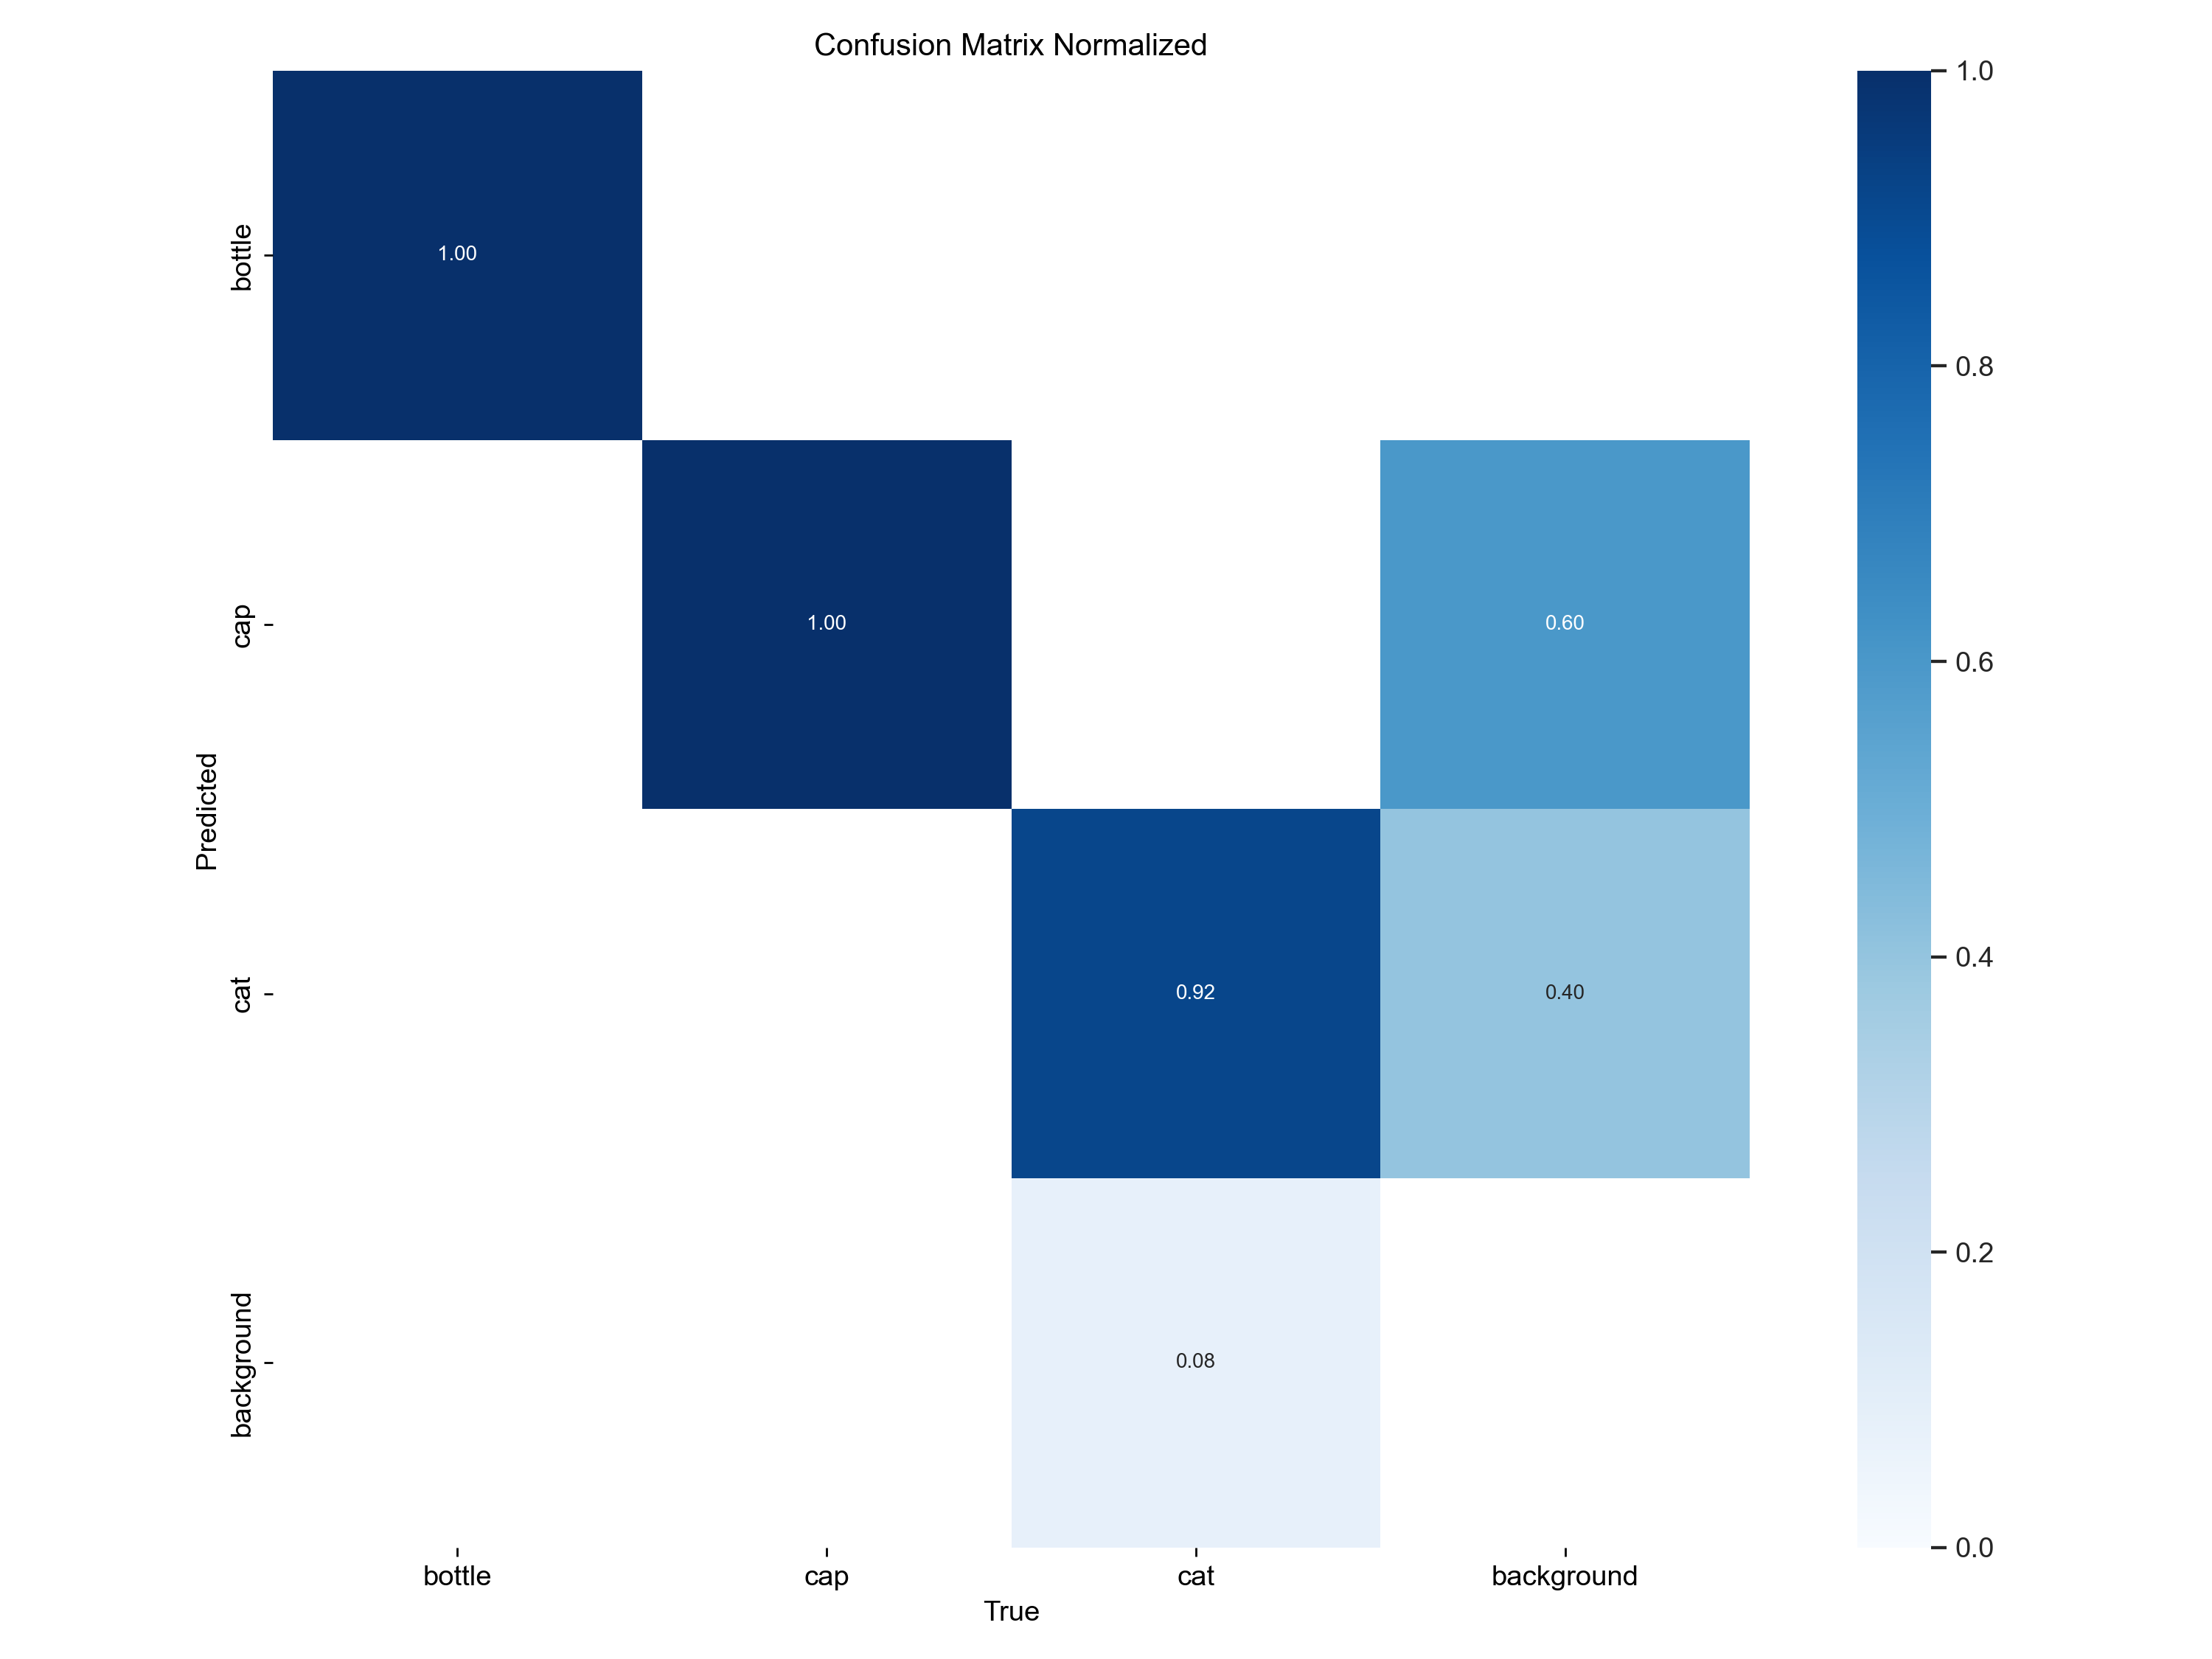 Confusion Matrix Normalized
1.0
bottle
1.00
0.8
cap
1.00
0.60
0.6
Predicted
cat
0.92
0.40
0.4
background
0.08
0.2
0.0
bottle
cap
cat
background
True